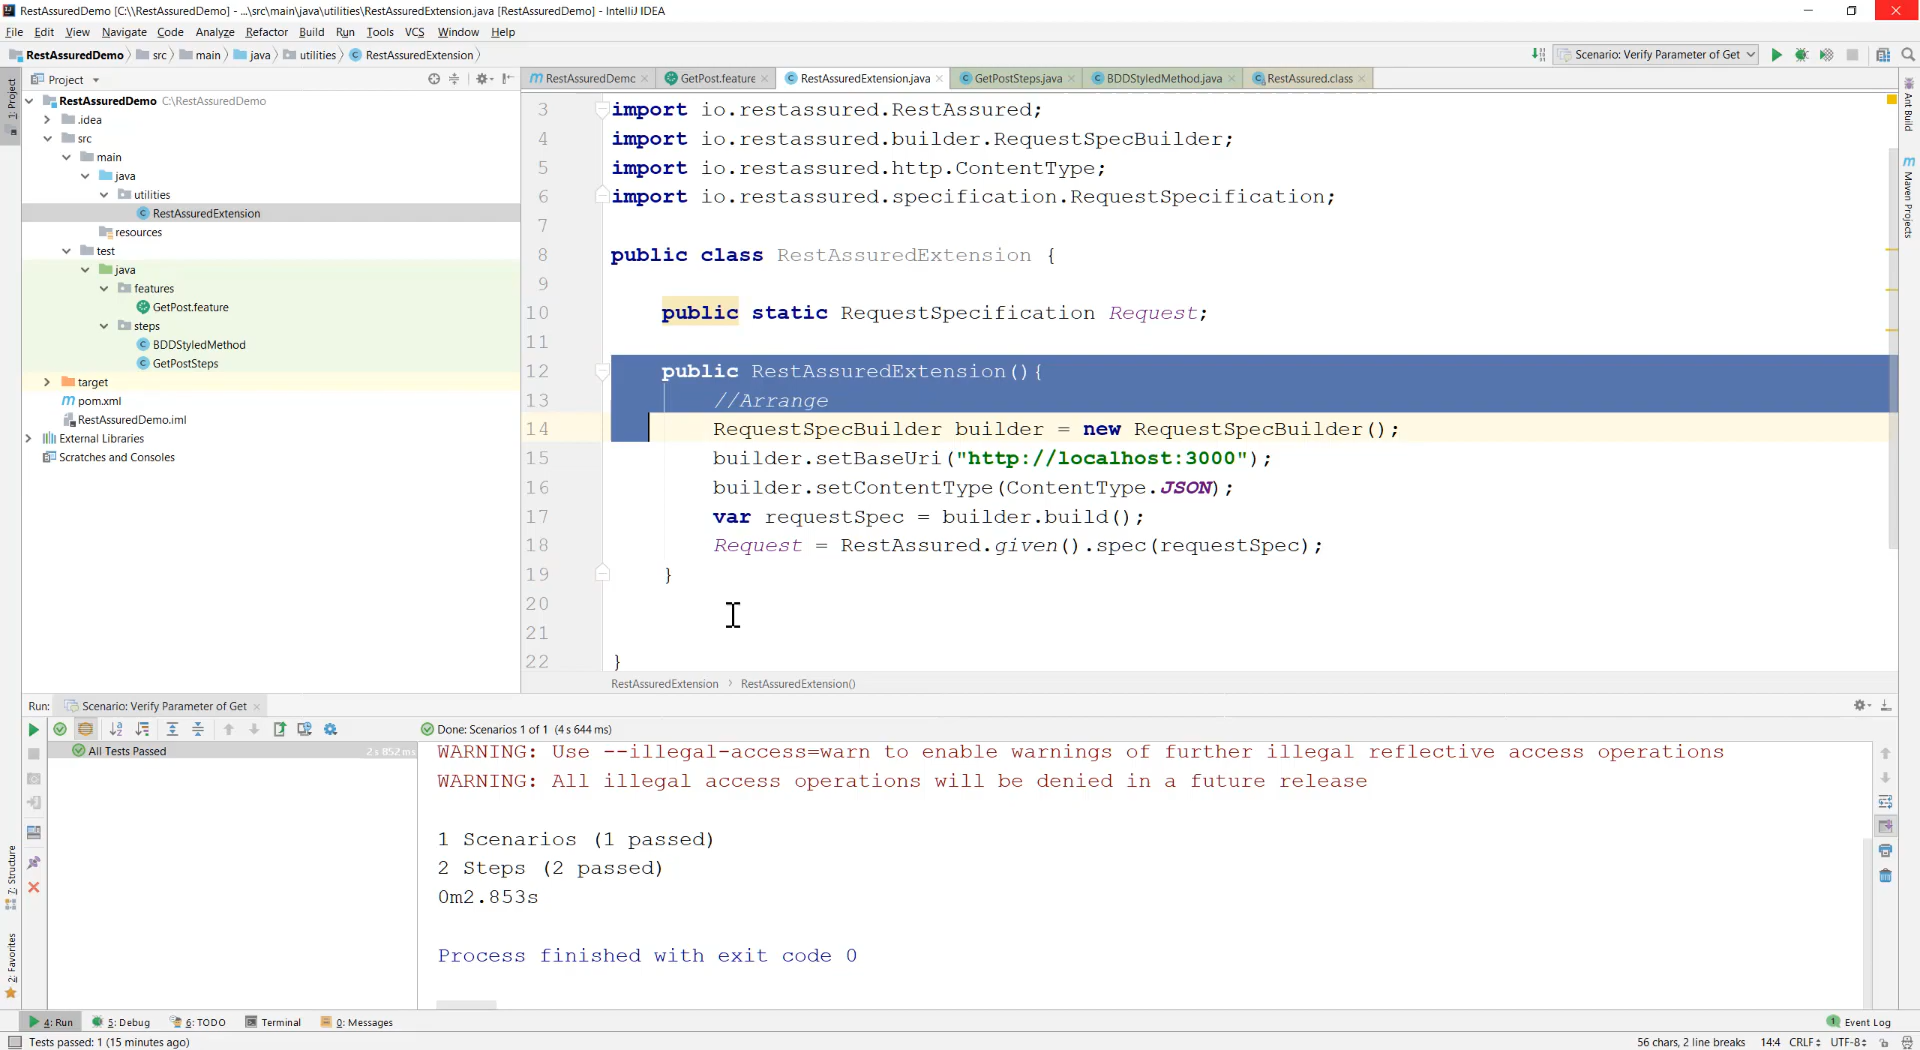 RestAssuredDemo [C:\\RestAssuredDemo] - ...\src\main\java\utilities\RestAssuredExtension.java [RestAssuredDemo] - IntelliJ IDEA
File Edit View Navigate Code Analyze Refactor Build Run Tools VCS Window Help
RestAssuredDemo src main java utilities RestAssuredExtension
Scenario: Verify Parameter of Get
Project
RestAssuredDemc GetPost.feature RestAssuredExtension.java GetPostSteps.java BDDStyledMethod.java RestAssured.class
RestAssuredDemo C:\RestAssuredDemo
.idea
src
main
java
utilities
RestAssuredExtension
resources
test
java
features
GetPost.feature
steps
BDDStyledMethod
GetPostSteps
target
pom.xml
RestAssuredDemo.iml
External Libraries
Scratches and Consoles
3 import io.restassured.RestAssured;
4 import io.restassured.builder.RequestSpecBuilder;
5 import io.restassured.http.ContentType;
6 import io.restassured.specification.RequestSpecification;
7
8 public class RestAssuredExtension {
9
10 public static RequestSpecification Request;
11
12 public RestAssuredExtension(){
13 //Arrange
14 RequestSpecBuilder builder = new RequestSpecBuilder();
15 builder.setBaseUri("http://localhost:3000");
16 builder.setContentType(ContentType.JSON);
17 var requestSpec = builder.build();
18 Request = RestAssured.given().spec(requestSpec);
19 }
20
21
22 }
RestAssuredExtension RestAssuredExtension()
1: Project
7: Structure
2: Favorites
Ant Build
Maven Projects
Run: Scenario: Verify Parameter of Get
Done: Scenarios 1 of 1 (4 s 644 ms)
All Tests Passed 2 s 852 ms
WARNING: Use --illegal-access=warn to enable warnings of further illegal reflective access operations
WARNING: All illegal access operations will be denied in a future release
1 Scenarios (1 passed)
2 Steps (2 passed)
0m2.853s
Process finished with exit code 0
4: Run 5: Debug 6: TODO Terminal 0: Messages 1 Event Log
Tests passed: 1 (15 minutes ago) 56 chars, 2 line breaks 14:4 CRLF UTF-8